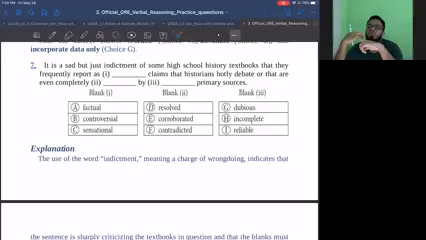 3. Official_GRE_Verbal_Reasoning_Practice_questions
incorporate data only (Choice G).
7. It is a sad but just indictment of some high school history textbooks that they
frequently report as (i) __________ claims that historians hotly debate or that are
even completely (ii) __________ by (iii) __________ primary sources.
Blank (i) Blank (ii) Blank (iii)
A factual D resolved G dubious
B controversial E corroborated H incomplete
C sensational F contradicted I reliable
Explanation
The use of the word “indictment,” meaning a charge of wrongdoing, indicates that
the sentence is sharply criticizing the textbooks in question and that the blanks must